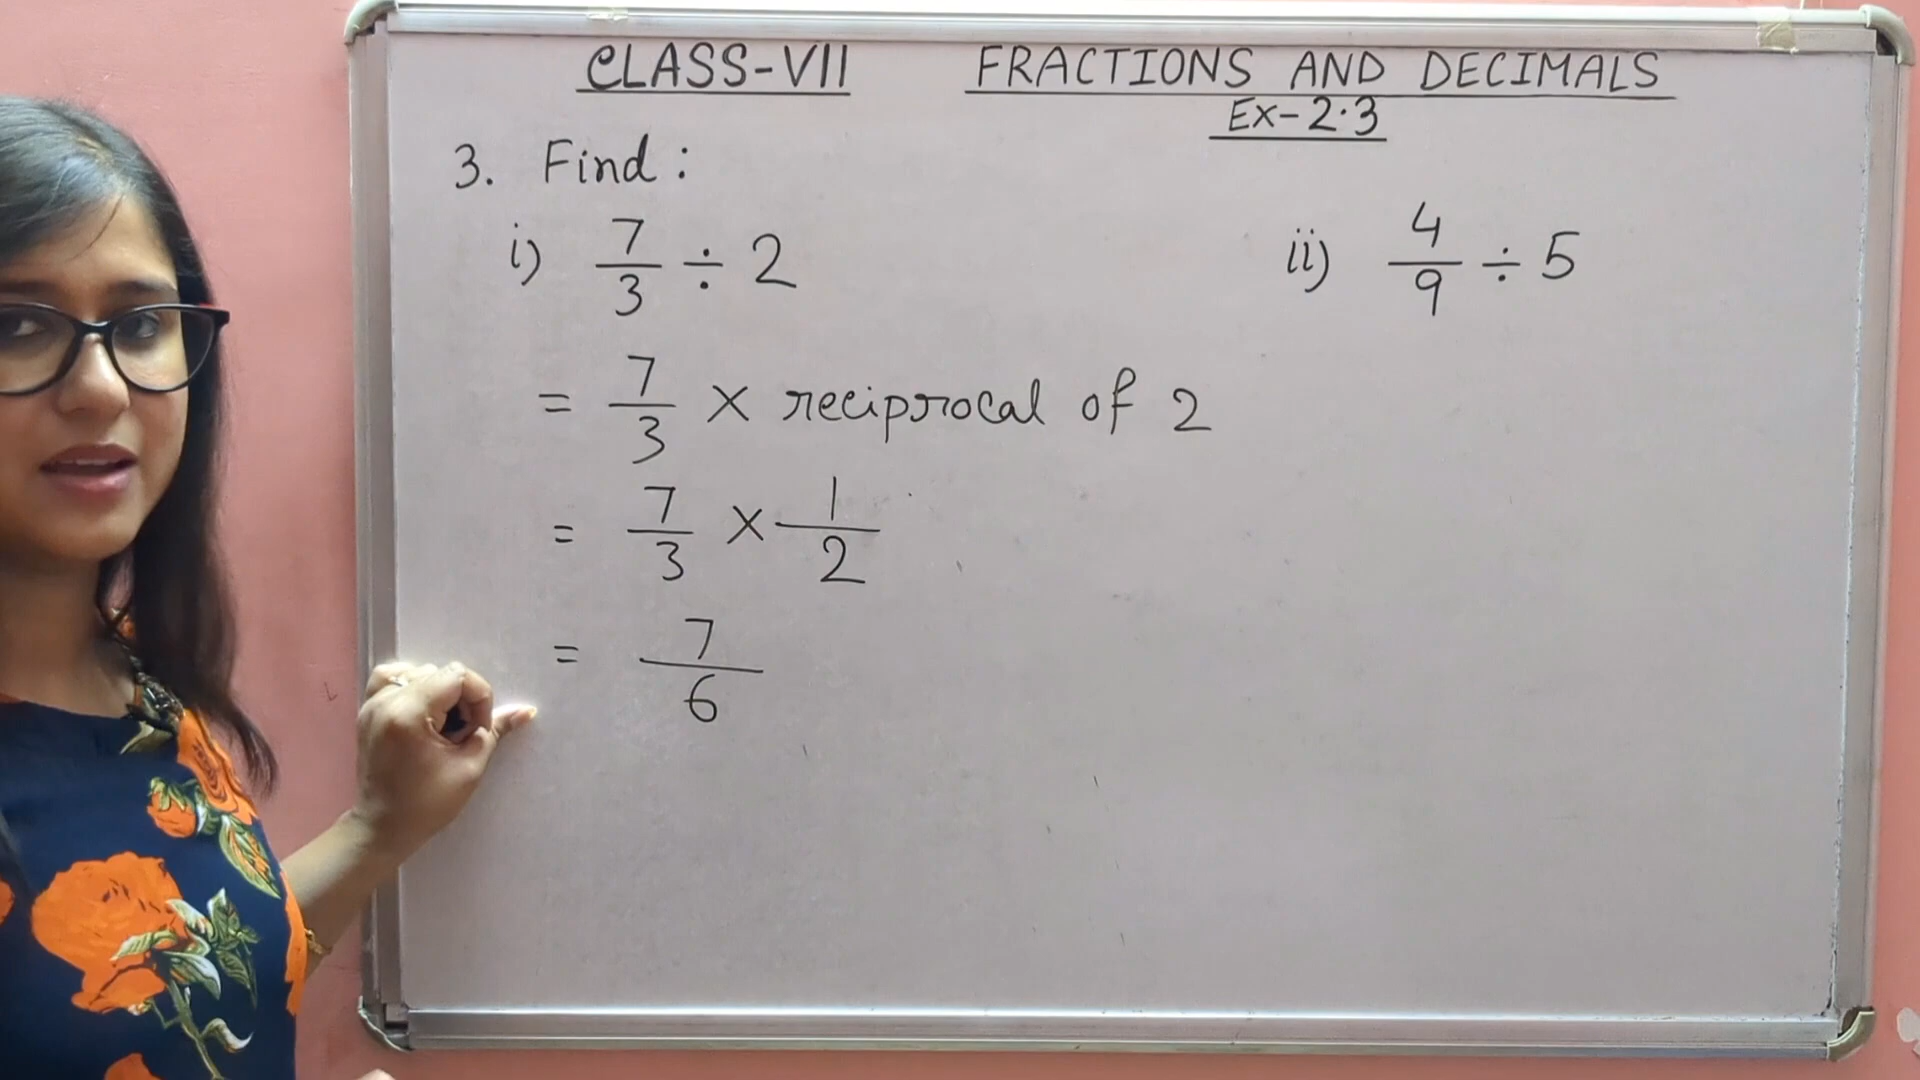 CLASS-VII FRACTIONS AND DECIMALS
Ex-2.3
3. Find :
i) 7/3 ÷ 2
ii) 4/9 ÷ 5
= 7/3 × reciprocal of 2
= 7/3 × 1/2
= 7/6